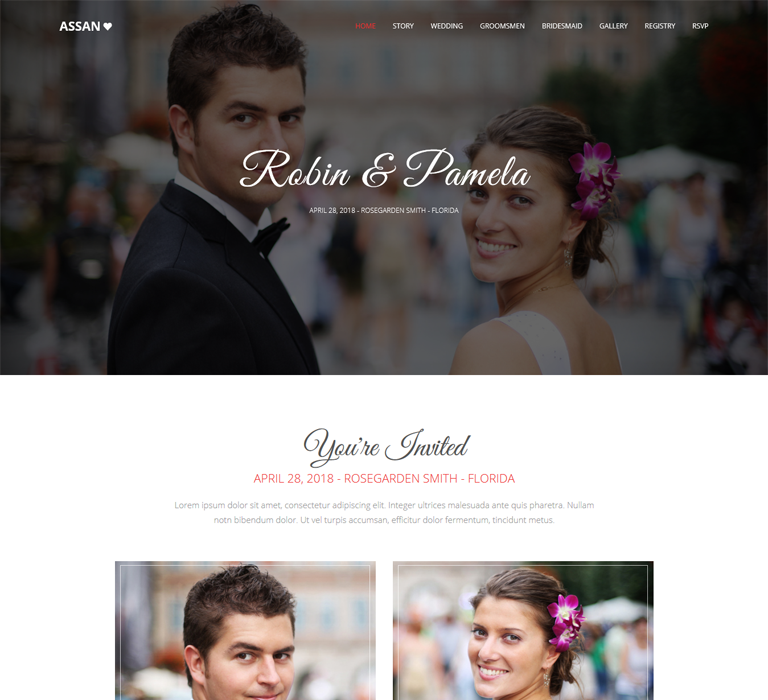 ASSAN
HOME STORY WEDDING GROOMSMEN BRIDESMAID GALLERY REGISTRY RSVP
Robin & Pamela
APRIL 28, 2018 - ROSEGARDEN SMITH - FLORIDA
You're Invited
APRIL 28, 2018 - ROSEGARDEN SMITH - FLORIDA
Lorem ipsum dolor sit amet, consectetur adipiscing elit. Integer ultrices malesuada ante quis pharetra. Nullam
notn bibendum dolor. Ut vel turpis accumsan, efficitur dolor fermentum, tincidunt metus.